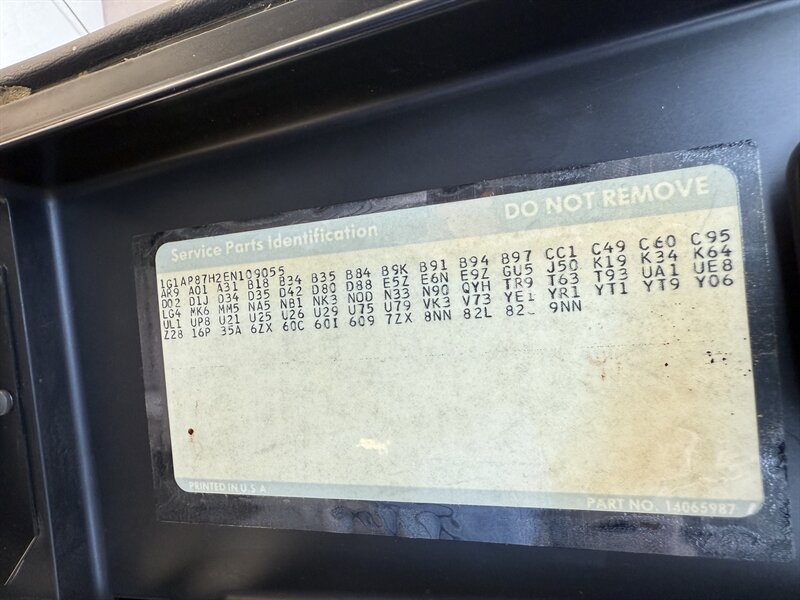 Service Parts Identification DO NOT REMOVE
1G1AP87H2EN109055
AR9 A01 A31 B18 B34 B35 B84 B9K B91 B94 B97 CC1 C49 C60 C95
D02 D1J D34 D35 D42 D80 D88 E5Z E6N E9Z GU5 J50 K19 K34 K64
LG4 MK6 MM5 NA5 NB1 NK3 NOD N33 N90 QYH TR9 T63 T93 UA1 UE8
UL1 UP8 U21 U25 U26 U29 U75 U79 VK3 V73 YE1 YR1 YT1 YT9 Y06
Z28 16P 35A 6ZX 60C 60I 609 7ZX 8NN 82L 82 9NN
PRINTED IN U.S.A
PART NO. 14065987